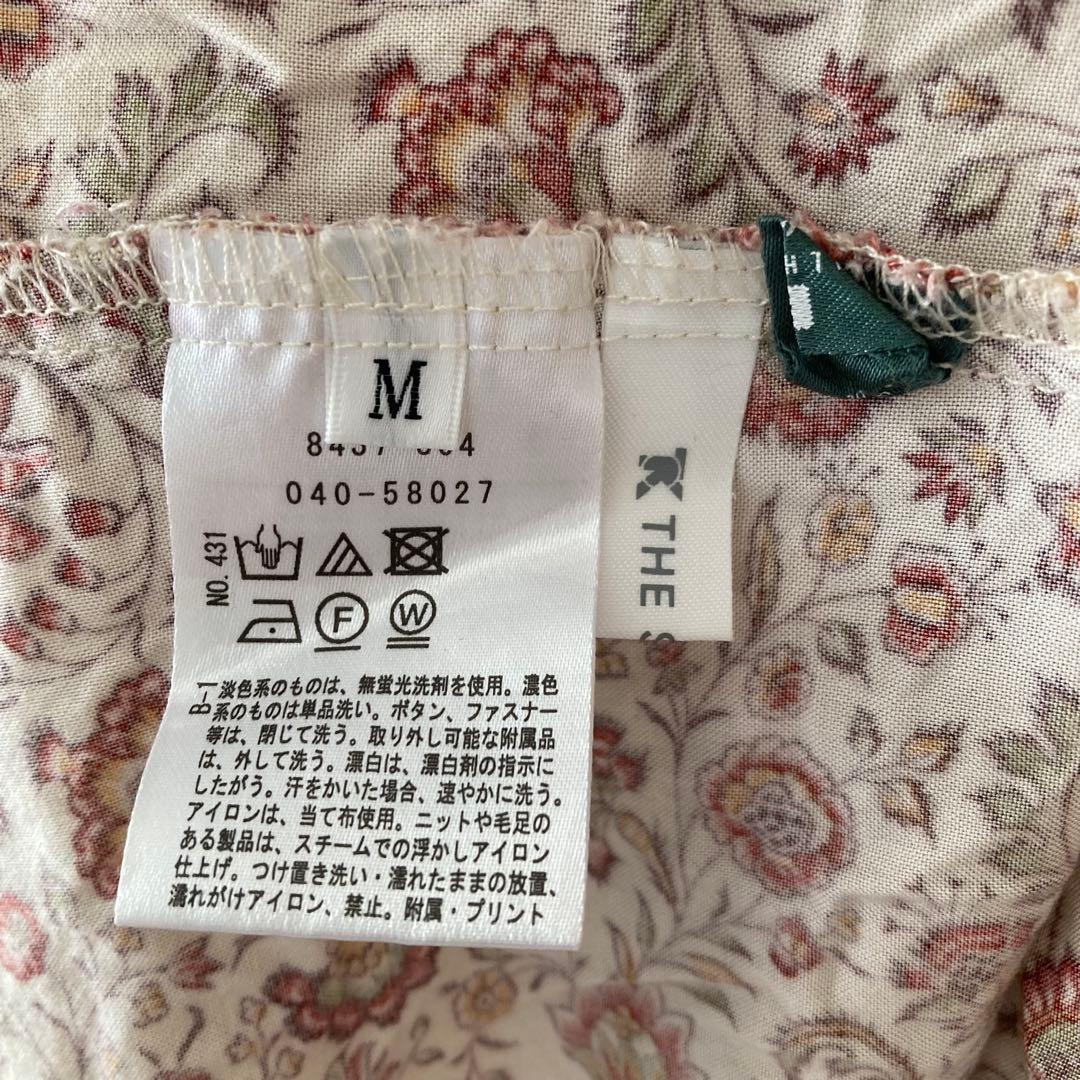 M
040-58027
NO. 431
F
W
B-1
淡色系のものは、無蛍光洗剤を使用。濃色
系のものは単品洗い。ボタン、ファスナー
等は、閉じて洗う。取り外し可能な附属品
は、外して洗う。漂白は、漂白剤の指示に
したがう。汗をかいた場合、速やかに洗う。
アイロンは、当て布使用。ニットや毛足の
ある製品は、スチームでの浮かしアイロン
仕上げ。つけ置き洗い・濡れたままの放置、
濡れがけアイロン、禁止。附属・プリント
THE S